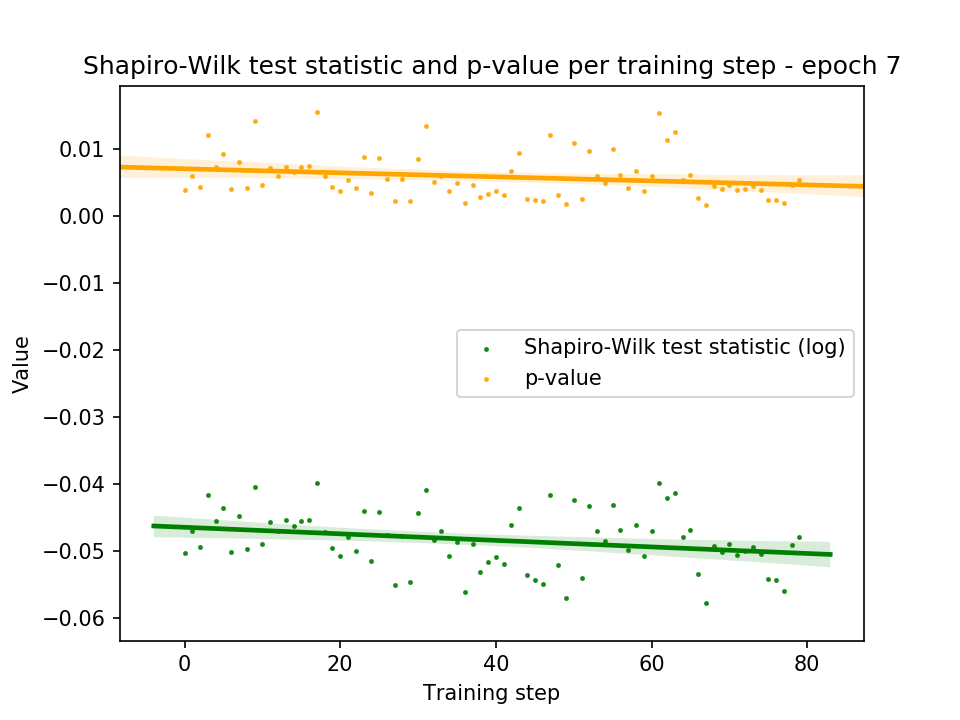 Shapiro-Wilk test statistic and p-value per training step - epoch 7
0.01
0.00
−0.01
−0.02
−0.03
−0.04
−0.05
−0.06
Value
Shapiro-Wilk test statistic (log)
p-value
0 20 40 60 80
Training step